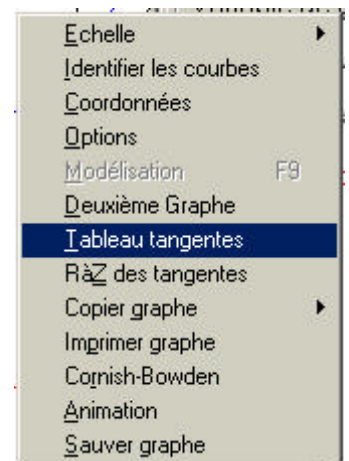 Echelle
Identifier les courbes
Coordonnées
Options
Modélisation F9
Deuxième Graphe
Tableau tangentes
RàZ des tangentes
Copier graphe
Imprimer graphe
Cornish-Bowden
Animation
Sauver graphe